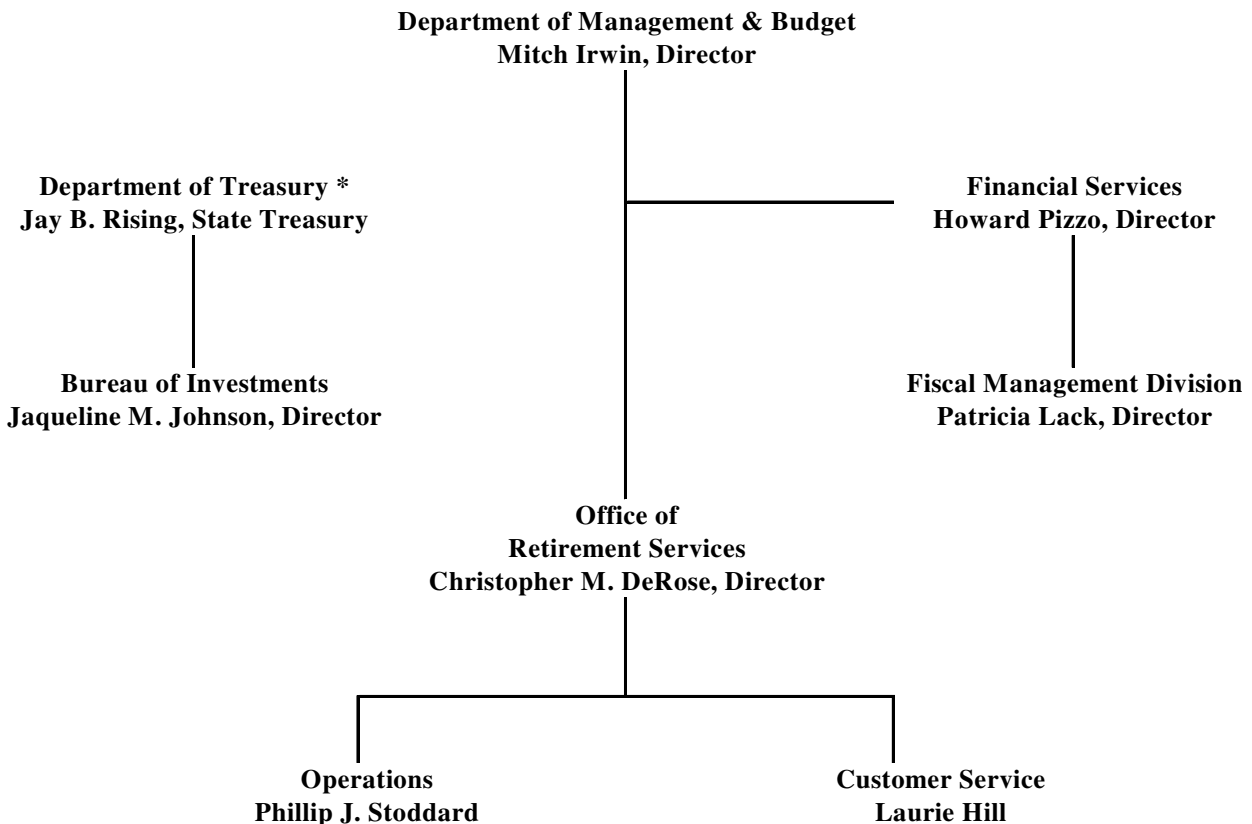 Department of Management & Budget
Mitch Irwin, Director
Department of Treasury *
Jay B. Rising, State Treasury
Financial Services
Howard Pizzo, Director
Bureau of Investments
Jaqueline M. Johnson, Director
Fiscal Management Division
Patricia Lack, Director
Office of
Retirement Services
Christopher M. DeRose, Director
Operations
Phillip J. Stoddard
Customer Service
Laurie Hill